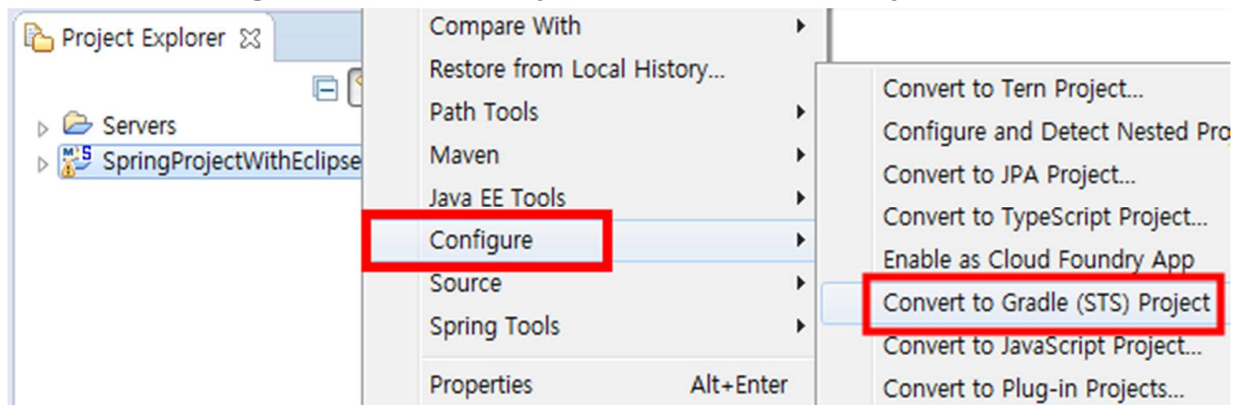 Project Explorer
Servers
SpringProjectWithEclipse
Compare With
Restore from Local History...
Path Tools
Maven
Java EE Tools
Configure
Source
Spring Tools
Properties Alt+Enter
Convert to Tern Project...
Configure and Detect Nested Pro
Convert to JPA Project...
Convert to TypeScript Project...
Enable as Cloud Foundry App
Convert to Gradle (STS) Project
Convert to JavaScript Project...
Convert to Plug-in Projects...